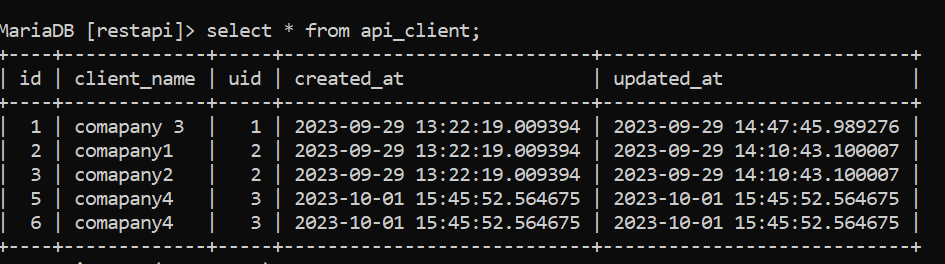 MariaDB [restapi]> select * from api_client;
+----+-------------+-----+----------------------------+----------------------------+
| id | client_name | uid | created_at | updated_at |
+----+-------------+-----+----------------------------+----------------------------+
| 1 | comapany 3 | 1 | 2023-09-29 13:22:19.009394 | 2023-09-29 14:47:45.989276 |
| 2 | comapany1 | 2 | 2023-09-29 13:22:19.009394 | 2023-09-29 14:10:43.100007 |
| 3 | comapany2 | 2 | 2023-09-29 13:22:19.009394 | 2023-09-29 14:10:43.100007 |
| 5 | comapany4 | 3 | 2023-10-01 15:45:52.564675 | 2023-10-01 15:45:52.564675 |
| 6 | comapany4 | 3 | 2023-10-01 15:45:52.564675 | 2023-10-01 15:45:52.564675 |
+----+-------------+-----+----------------------------+----------------------------+